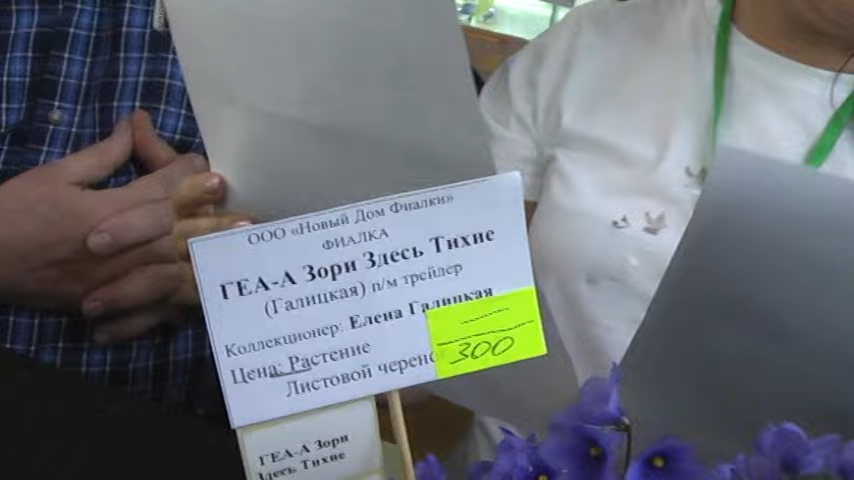 ООО «Новый Дом Фиалки»
ФИАЛКА
ГЕА-А Зори Здесь Тихие
(Галицкая) п/м трейлер
Коллекционер: Елена Галицкая
Цена: Растение
Листовой черено
300
ГЕА-А Зори
Здесь Тихие